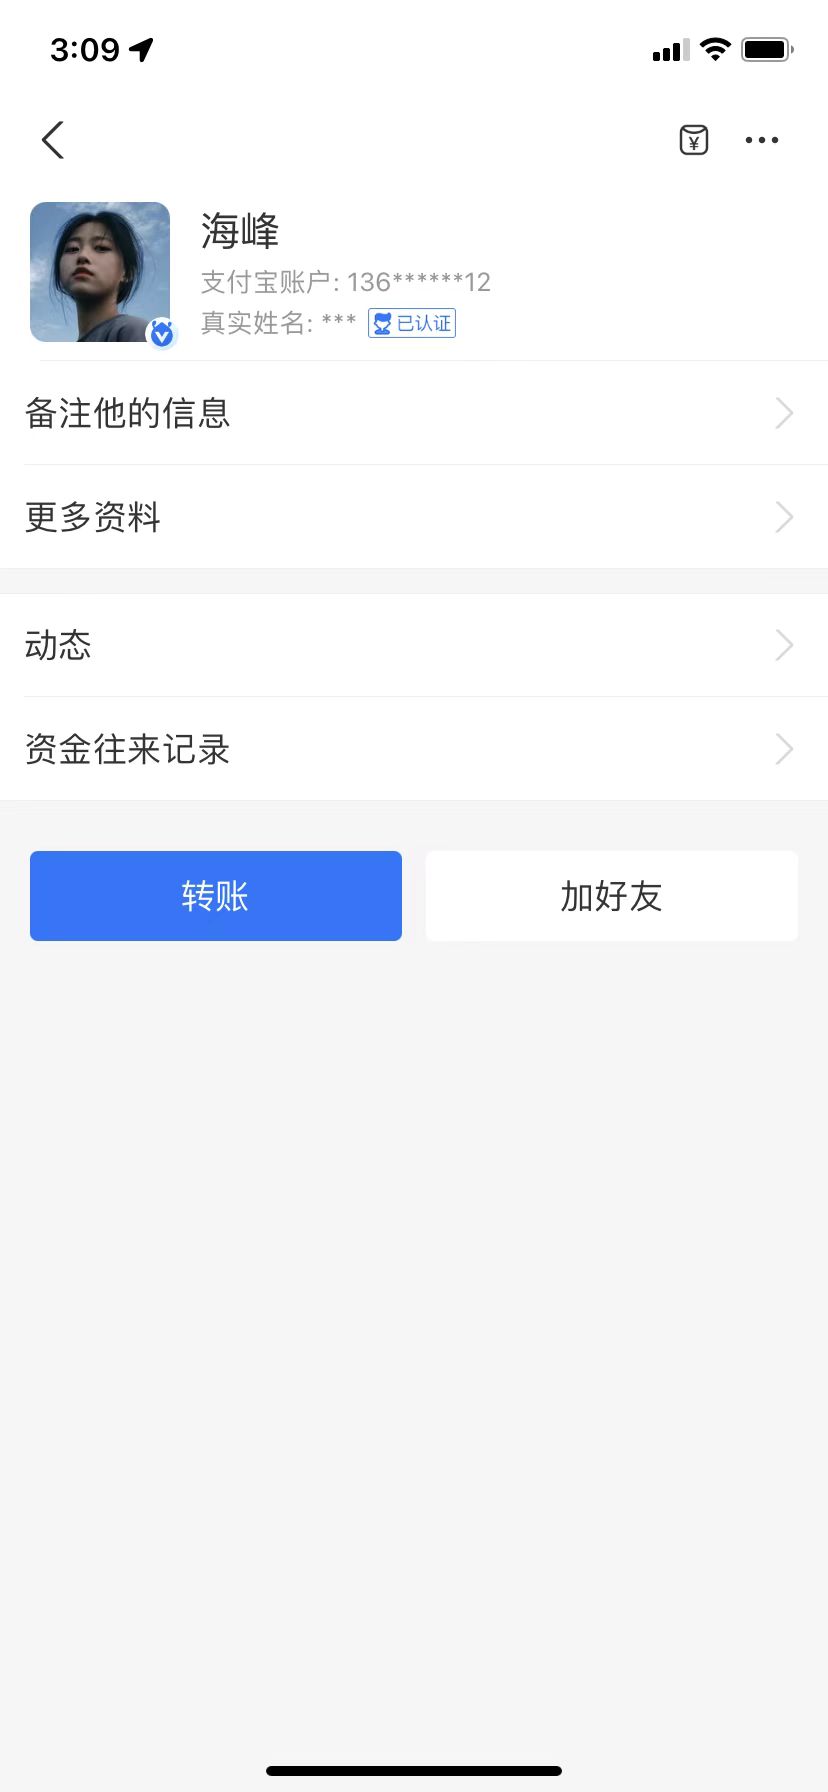 3:09
海峰
支付宝账户: 136******12
真实姓名: *** 已认证
备注他的信息
更多资料
动态
资金往来记录
转账
加好友